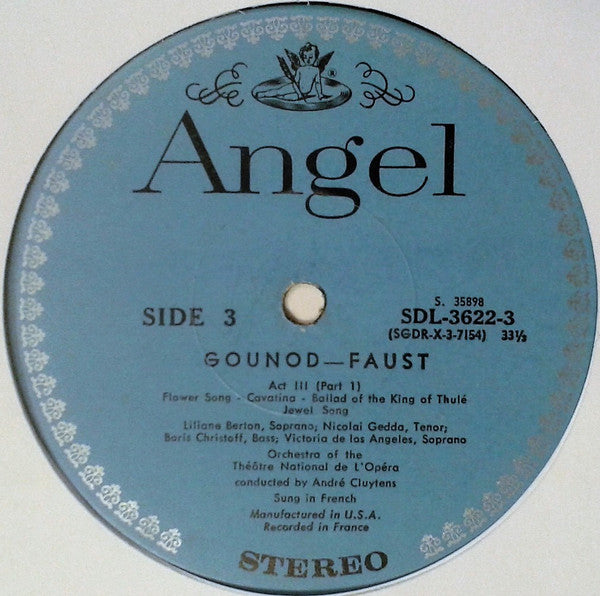 ®
Angel
S. 35898
SIDE 3
SDL-3622-3
(SGDR-X-3-7154) 33⅓
GOUNOD—FAUST
Act III (Part 1)
Flower Song - Cavatina - Ballad of the King of Thulé
Jewel Song
Liliane Berton, Soprano; Nicolai Gedda, Tenor;
Boris Christoff, Bass; Victoria de los Angeles, Soprano
Orchestra of the
Théâtre National de L'Opéra
conducted by André Cluytens
Sung in French
Manufactured in U.S.A.
Recorded in France
STEREO